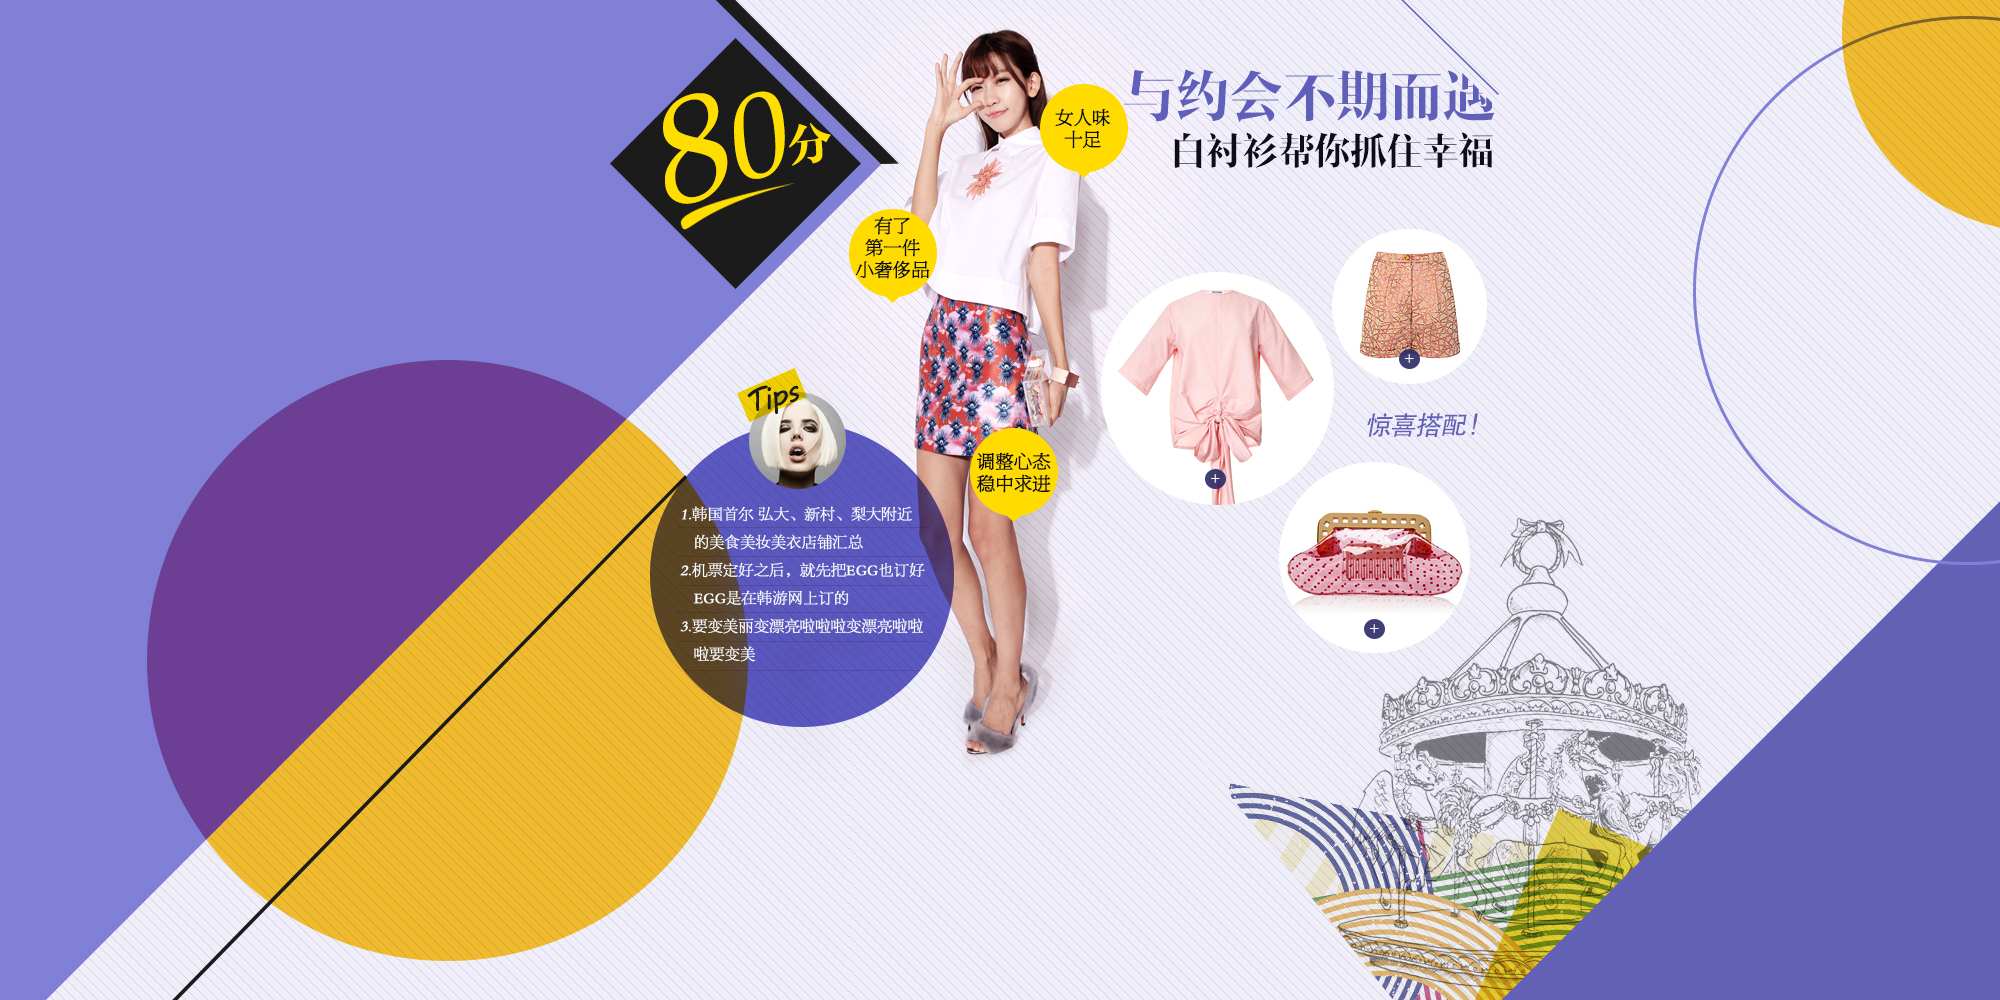 80分
女人味
十足
与约会不期而遇
白衬衫帮你抓住幸福
有了
第一件
小奢侈品
Tips
惊喜搭配！
调整心态
稳中求进
1.韩国首尔 弘大、新村、梨大附近
的美食美妆美衣店铺汇总
2.机票定好之后，就先把EGG也订好
EGG是在韩游网上订的
3.要变美丽变漂亮啦啦啦变漂亮啦啦
啦要变美